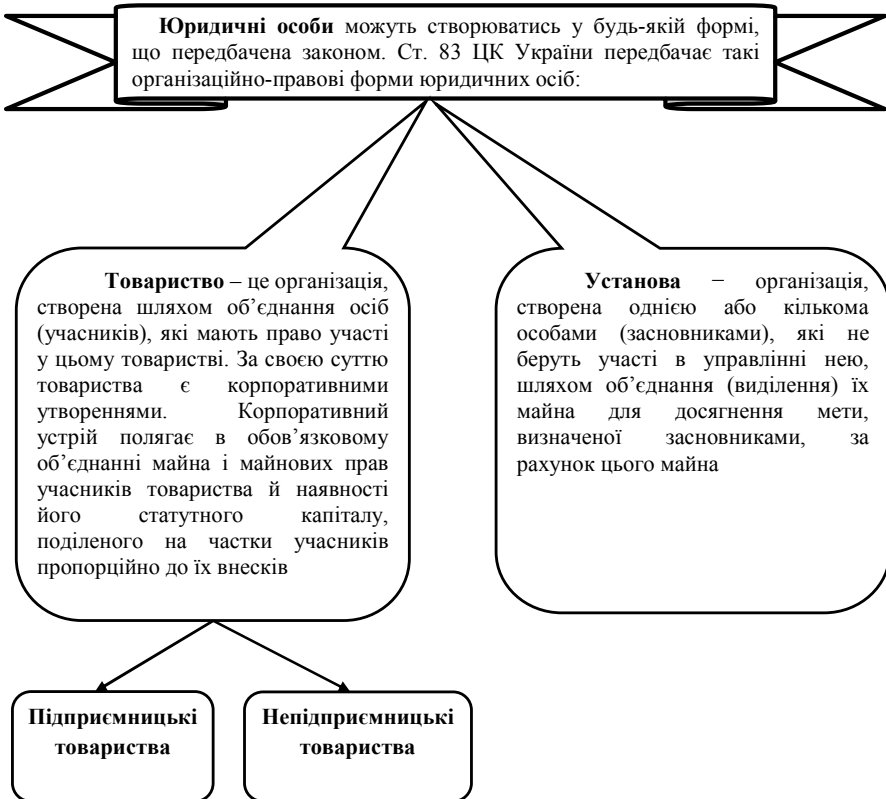 Юридичні особи можуть створюватись у будь-якій формі,
що передбачена законом. Ст. 83 ЦК України передбачає такі
організаційно-правові форми юридичних осіб:
Товариство – це організація,
створена шляхом об’єднання осіб
(учасників), які мають право участі
у цьому товаристві. За своєю суттю
товариства є корпоративними
утвореннями. Корпоративний
устрій полягає в обов’язковому
об’єднанні майна і майнових прав
учасників товариства й наявності
його статутного капіталу,
поділеного на частки учасників
пропорційно до їх внесків
Установа − організація,
створена однією або кількома
особами (засновниками), які не
беруть участі в управлінні нею,
шляхом об’єднання (виділення) їх
майна для досягнення мети,
визначеної засновниками, за
рахунок цього майна
Підприємницькі
товариства
Непідприємницькі
товариства